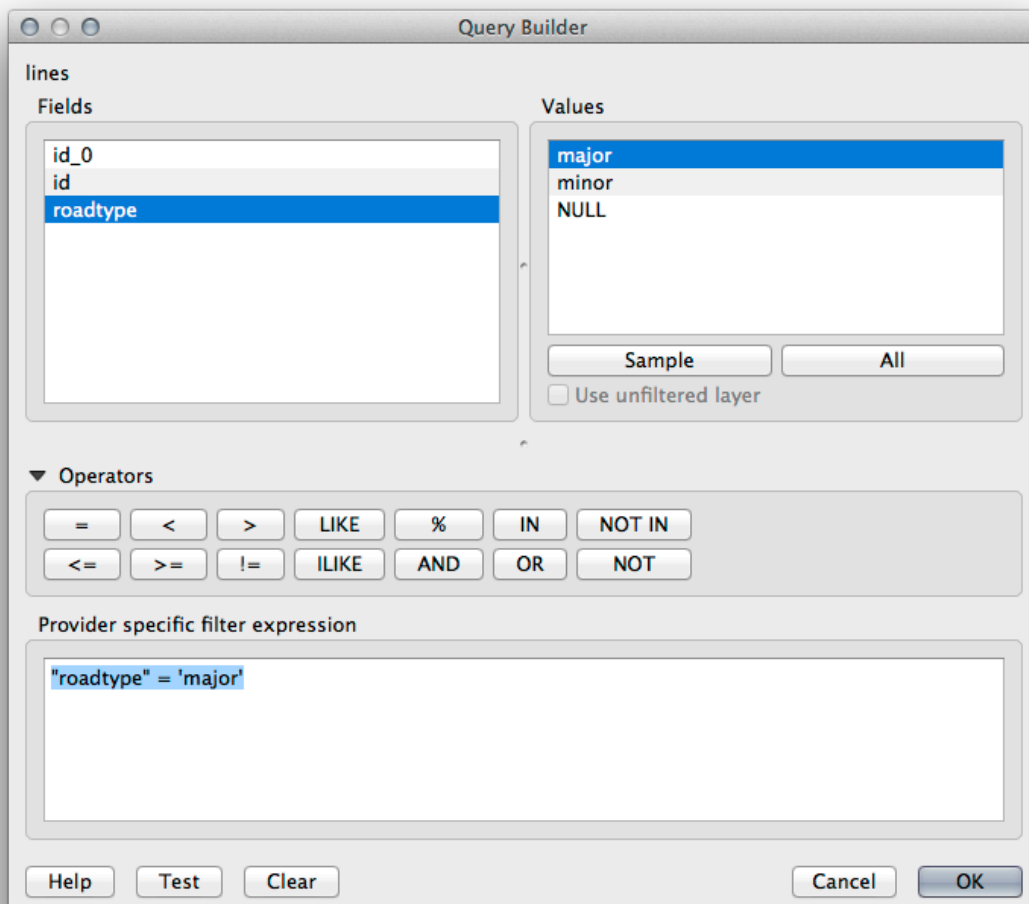 Query Builder
lines
Fields
id_0
id
roadtype
Values
major
minor
NULL
Sample All
Use unfiltered layer
Operators
= < > LIKE % IN NOT IN
<= >= != ILIKE AND OR NOT
Provider specific filter expression
"roadtype" = 'major'
Help Test Clear Cancel OK